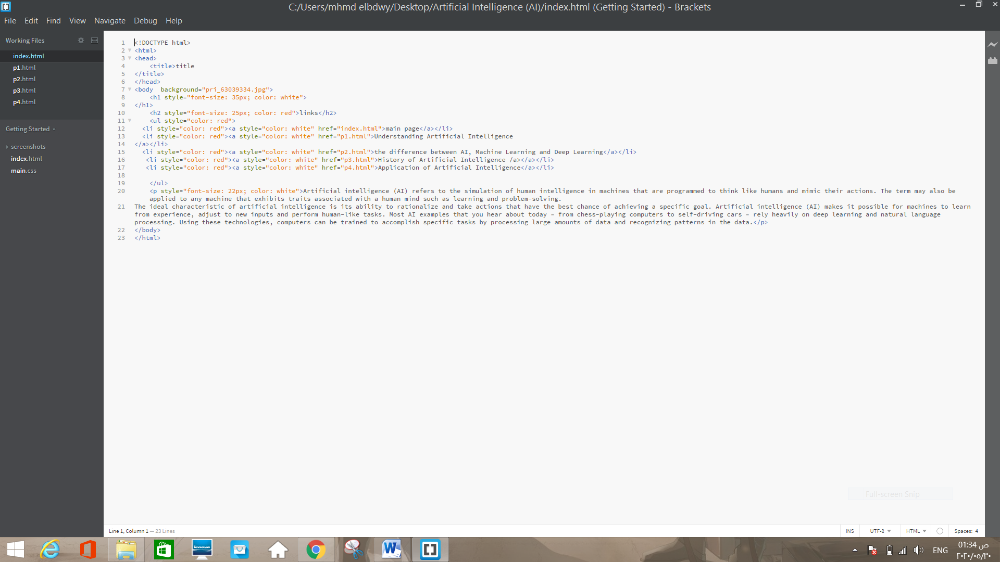 C:/Users/mhmd elbdwy/Desktop/Artificial Intelligence (AI)/index.html (Getting Started) - Brackets
File Edit Find View Navigate Debug Help
Working Files
index.html
p1.html
p2.html
p3.html
p4.html
Getting Started
screenshots
index.html
main.css
1 <!DOCTYPE html>
2 <html>
3 <head>
4 <title>title
5 </title>
6 </head>
7 <body  background="pri_63039334.jpg">
8 <h1 style="font-size: 35px; color: white">
9 </h1>
10 <h2 style="font-size: 25px; color: red">links</h2>
11 <ul style="color: red">
12 <li style="color: red"><a style="color: white" href="index.html">main page</a></li>
13 <li style="color: red"><a style="color: white" href="p1.html">Understanding Artificial Intelligence
14 </a></li>
15 <li style="color: red"><a style="color: white" href="p2.html">the difference between AI, Machine Learning and Deep Learning</a></li>
16 <li style="color: red"><a style="color: white" href="p3.html">History of Artificial Intelligence /a></a></li>
17 <li style="color: red"><a style="color: white" href="p4.html">Application of Artificial Intelligence</a></li>
18
19 </ul>
20 <p style="font-size: 22px; color: white">Artificial intelligence (AI) refers to the simulation of human intelligence in machines that are programmed to think like humans and mimic their actions. The term may also be
applied to any machine that exhibits traits associated with a human mind such as learning and problem-solving.
21 The ideal characteristic of artificial intelligence is its ability to rationalize and take actions that have the best chance of achieving a specific goal. Artificial intelligence (AI) makes it possible for machines to learn
from experience, adjust to new inputs and perform human-like tasks. Most AI examples that you hear about today – from chess-playing computers to self-driving cars – rely heavily on deep learning and natural language
processing. Using these technologies, computers can be trained to accomplish specific tasks by processing large amounts of data and recognizing patterns in the data.</p>
22 </body>
23 </html>
Full-screen Snip
Line 1, Column 1 — 23 Lines
INS UTF-8 HTML Spaces: 4
lenovo
ENG
01:34 ص
٢٠٢٠/٠٥/٣٠